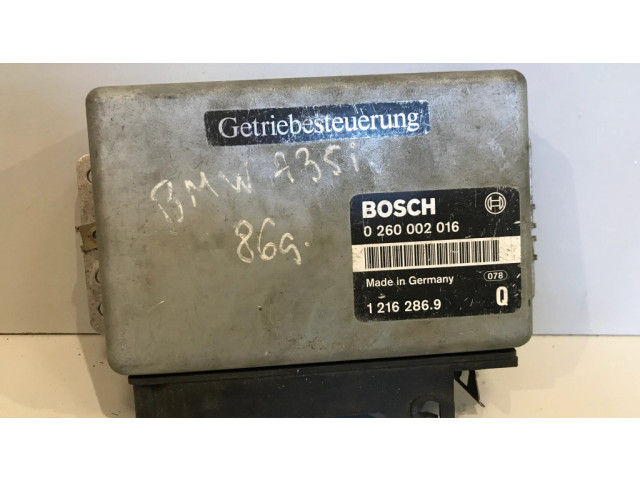 Getriebesteuerung
BMW 735i
86g.
BOSCH
0 260 002 016
Made in Germany 078
1 216 286.9 Q